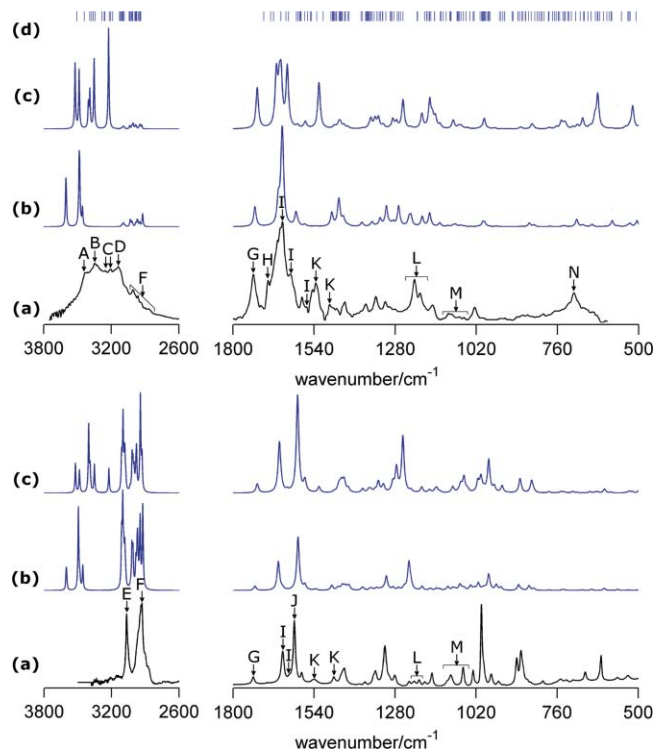 (d)
(c)
(b)
I
G H I I K K L M N
A B C D F
(a)
3800 3200 2600 1800 1540 1280 1020 760 500
wavenumber/cm-1
(c)
(b)
E F J
G I I K K L M
(a)
3800 3200 2600 1800 1540 1280 1020 760 500
wavenumber/cm-1